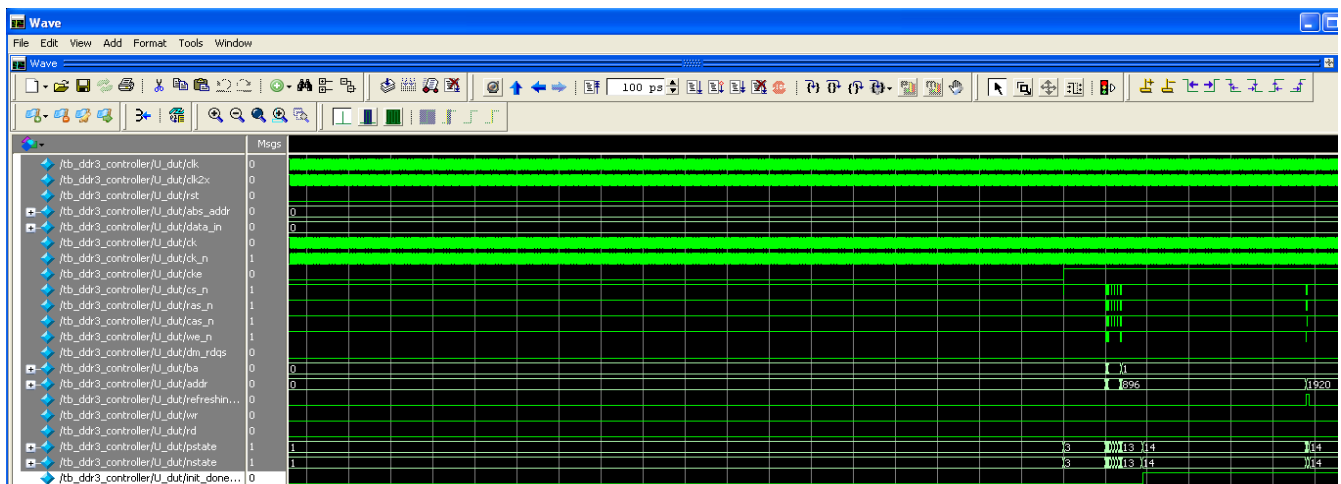 Wave
File Edit View Add Format Tools Window
Wave
100 ps
Msgs
/tb_ddr3_controller/U_dut/clk 0
/tb_ddr3_controller/U_dut/clk2x 0
/tb_ddr3_controller/U_dut/rst 0
/tb_ddr3_controller/U_dut/abs_addr 0 0
/tb_ddr3_controller/U_dut/data_in 0 0
/tb_ddr3_controller/U_dut/ck 0
/tb_ddr3_controller/U_dut/ck_n 1
/tb_ddr3_controller/U_dut/cke 0
/tb_ddr3_controller/U_dut/cs_n 1
/tb_ddr3_controller/U_dut/ras_n 1
/tb_ddr3_controller/U_dut/cas_n 1
/tb_ddr3_controller/U_dut/we_n 1
/tb_ddr3_controller/U_dut/dm_rdqs 0
/tb_ddr3_controller/U_dut/ba 0 0 1
/tb_ddr3_controller/U_dut/addr 0 0 896 1920
/tb_ddr3_controller/U_dut/refreshin... 0
/tb_ddr3_controller/U_dut/wr 0
/tb_ddr3_controller/U_dut/rd 0
/tb_ddr3_controller/U_dut/pstate 1 1 3 13 14 14
/tb_ddr3_controller/U_dut/nstate 1 1 3 13 14 14
/tb_ddr3_controller/U_dut/init_done... 0